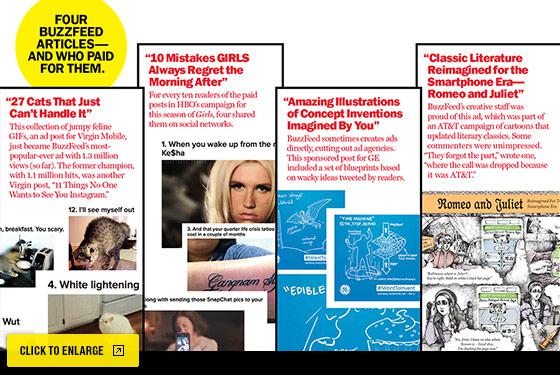 FOUR
BUZZFEED
ARTICLES—
AND WHO PAID
FOR THEM.
“27 Cats That Just
Can’t Handle It”
This collection of jumpy feline
GIFs, an ad post for Virgin Mobile,
just became BuzzFeed’s most-
popular-ever ad with 1.3 million
views (so far). The former champion,
with 1.1 million hits, was another
Virgin post, “11 Things No One
Wants to See You Instagram.”
12. I'll see myself out
, breakfast. You scary.
4. White lightening
Wut
CLICK TO ENLARGE
“10 Mistakes GIRLS
Always Regret the
Morning After”
For every ten readers of the paid
posts in HBO’s campaign for
this season of Girls, four shared
them on social networks.
1. When you wake up from the r
Ke$ha
3. And that your quarter life crisis tattoo
cool in a couple of months
Gangnam
long with sending those SnapChat pics to your
“Amazing Illustrations
of Concept Inventions
Imagined By You”
BuzzFeed sometimes creates ads
directly, cutting out ad agencies.
This sponsored post for GE
included a set of blueprints based
on wacky ideas tweeted by readers.
"TIME MACHINE"
#IWantToInvent
"EDIBLE
“Classic Literature
Reimagined for the
Smartphone Era—
Romeo and Juliet”
BuzzFeed’s creative staff was
proud of this ad, which was part of
an AT&T campaign of cartoons that
updated literary classics. Some
commenters were unimpressed.
“They forgot the part,” wrote one,
“where the call was dropped because
it was AT&T.”
Romeo and Juliet
Reimagined For T
Smartphone Era